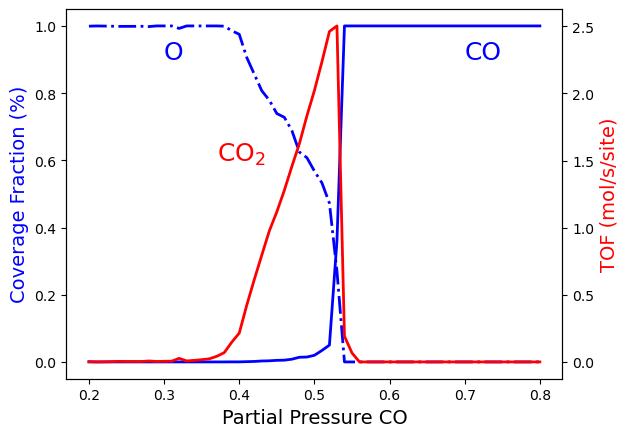 1.0
0.8
0.6
0.4
0.2
0.0
Coverage Fraction (%)
O
CO
CO₂
2.5
2.0
1.5
1.0
0.5
0.0
TOF (mol/s/site)
0.2 0.3 0.4 0.5 0.6 0.7 0.8
Partial Pressure CO